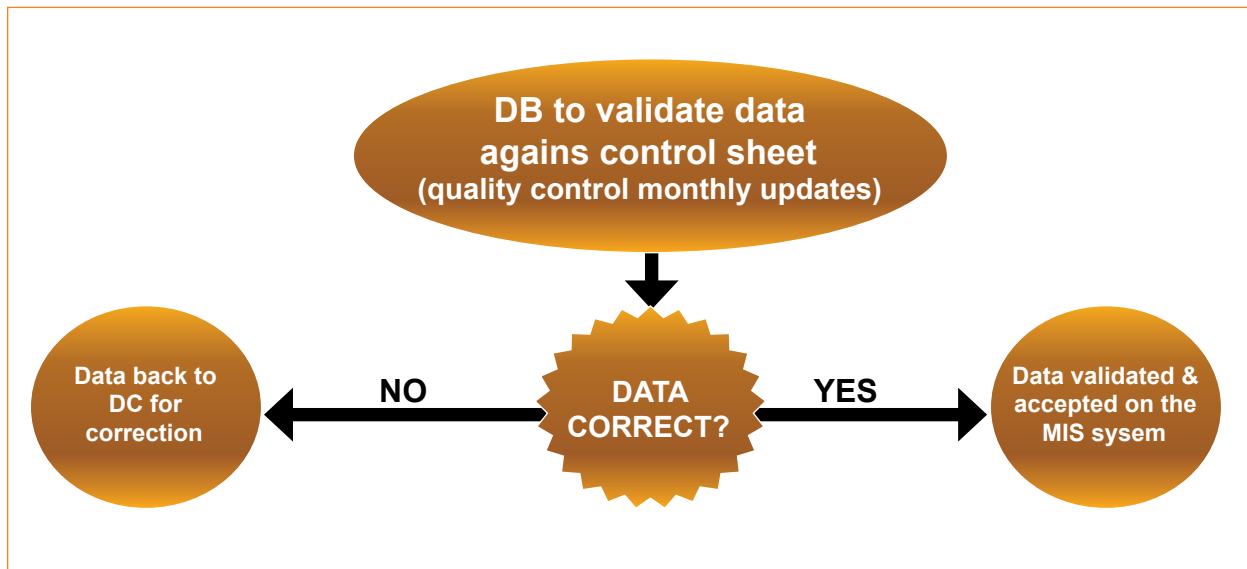 DB to validate data
agains control sheet
(quality control monthly updates)
NO
YES
Data back to
DC for
correction
DATA
CORRECT?
Data validated &
accepted on the
MIS sysem